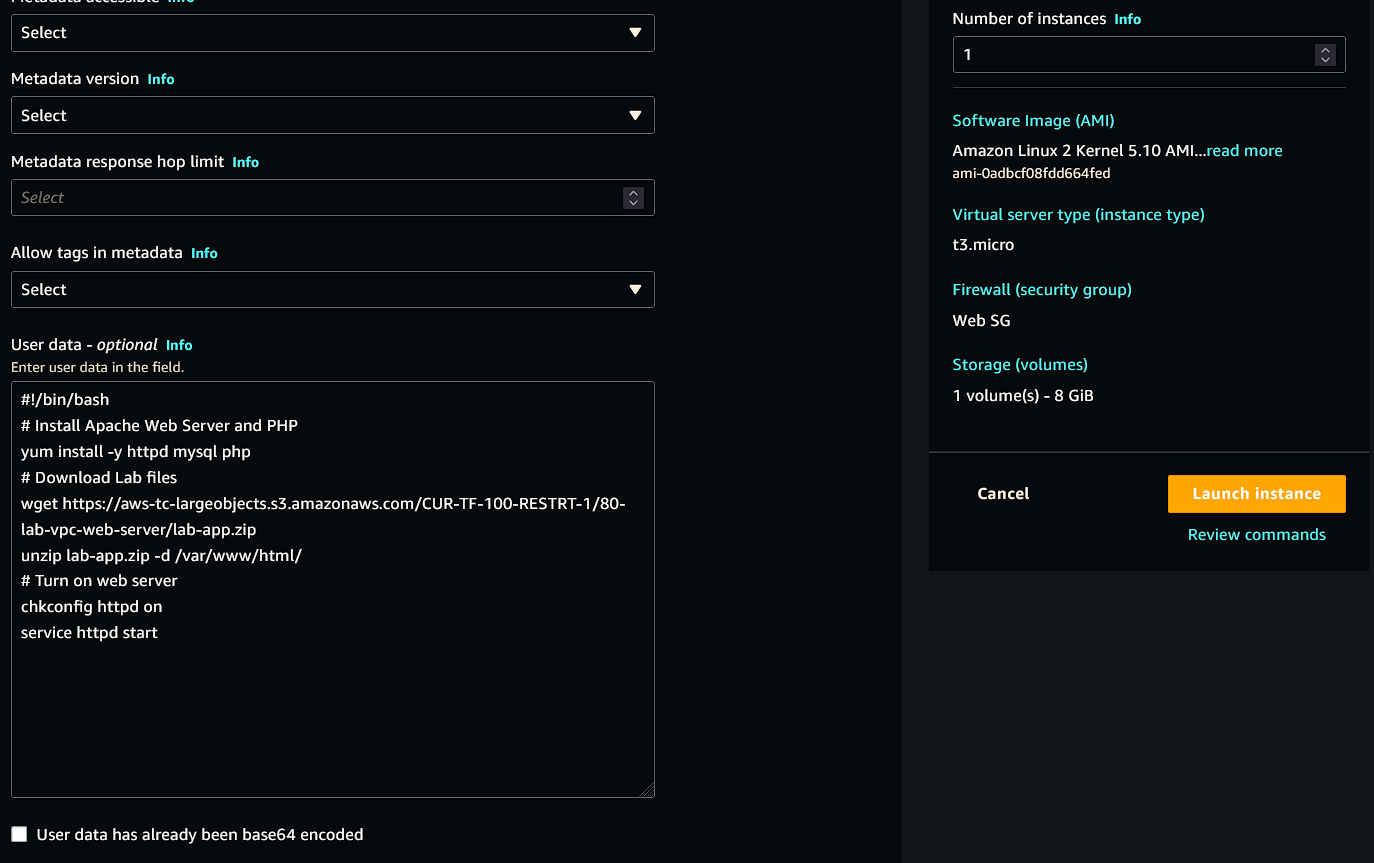 Metadata accessible Info
Select
Metadata version Info
Select
Metadata response hop limit Info
Select
Allow tags in metadata Info
Select
User data - optional Info
Enter user data in the field.
#!/bin/bash
# Install Apache Web Server and PHP
yum install -y httpd mysql php
# Download Lab files
wget https://aws-tc-largeobjects.s3.amazonaws.com/CUR-TF-100-RESTRT-1/80-
lab-vpc-web-server/lab-app.zip
unzip lab-app.zip -d /var/www/html/
# Turn on web server
chkconfig httpd on
service httpd start
User data has already been base64 encoded
Number of instances Info
1
Software Image (AMI)
Amazon Linux 2 Kernel 5.10 AMI...read more
ami-0adbcf08fdd664fed
Virtual server type (instance type)
t3.micro
Firewall (security group)
Web SG
Storage (volumes)
1 volume(s) - 8 GiB
Cancel
Launch instance
Review commands